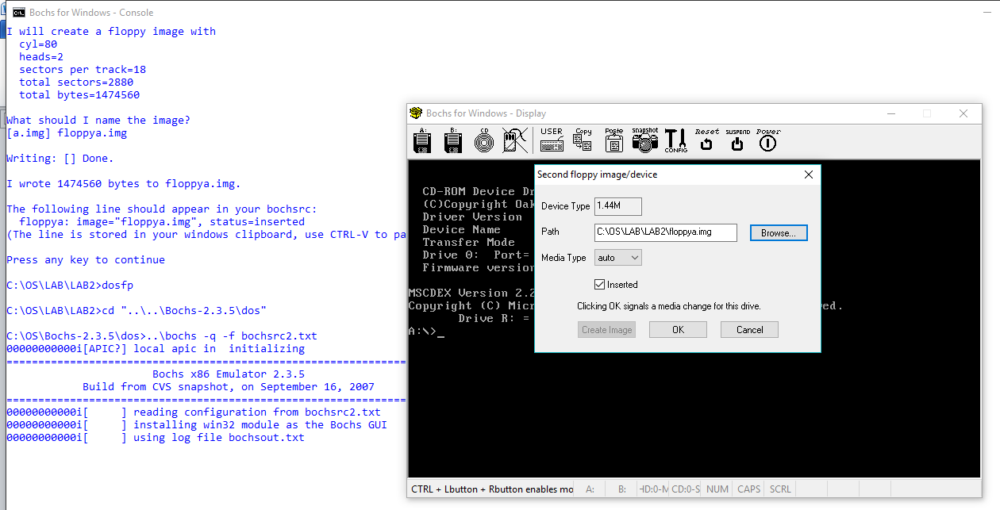 Bochs for Windows - Console
I will create a floppy image with
cyl=80
heads=2
sectors per track=18
total sectors=2880
total bytes=1474560
What should I name the image?
[a.img] floppya.img
Writing: [] Done.
I wrote 1474560 bytes to floppya.img.
The following line should appear in your bochsrc:
floppya: image="floppya.img", status=inserted
(The line is stored in your windows clipboard, use CTRL-V to pa
Press any key to continue
C:\OS\LAB\LAB2>dosfp
C:\OS\LAB\LAB2>cd "..\..\Bochs-2.3.5\dos"
C:\OS\Bochs-2.3.5\dos>..\bochs -q -f bochsrc2.txt
00000000000i[APIC?] local apic in  initializing
========================================================================
Bochs x86 Emulator 2.3.5
Build from CVS snapshot, on September 16, 2007
========================================================================
00000000000i[     ] reading configuration from bochsrc2.txt
00000000000i[     ] installing win32 module as the Bochs GUI
00000000000i[     ] using log file bochsout.txt
Bochs for Windows - Display
A: B: CD USER Copy Paste snapshot CONFIG Reset SUSPEND Power
CD-ROM Device Dr
(C)Copyright Oak
Driver Version
Device Name
Transfer Mode
Drive 0:  Port=
Firmware version
MSCDEX Version 2.2
Copyright (C) Micr ved.
Drive R: =
A:\>_
Second floppy image/device
Device Type 1.44M
Path C:\OS\LAB\LAB2\floppya.img Browse...
Media Type auto
Inserted
Clicking OK signals a media change for this drive.
Create Image OK Cancel
CTRL + Lbutton + Rbutton enables mo A: B: HD:0-M CD:0-S NUM CAPS SCRL